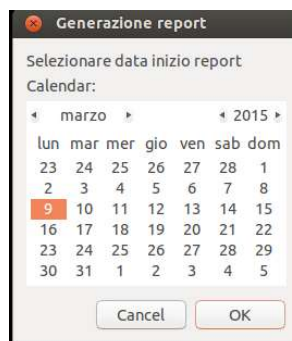 Generazione report
Selezionare data inizio report
Calendar:
marzo 2015
lun mar mer gio ven sab dom
23 24 25 26 27 28 1
2 3 4 5 6 7 8
9 10 11 12 13 14 15
16 17 18 19 20 21 22
23 24 25 26 27 28 29
30 31 1 2 3 4 5
Cancel OK